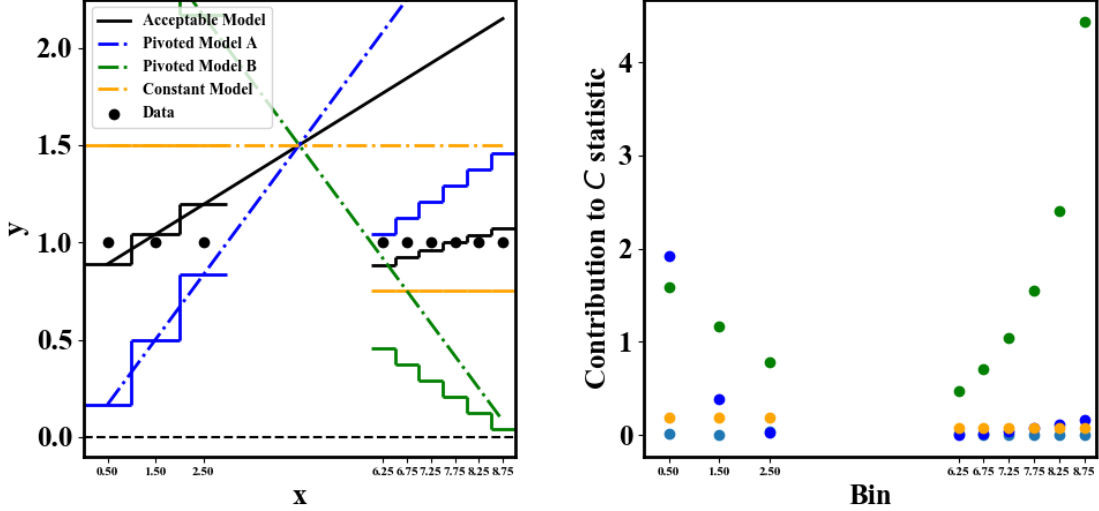 Acceptable Model
Pivoted Model A
Pivoted Model B
Constant Model
Data
2.0
1.5
1.0
0.5
0.0
y
0.50 1.50 2.50 6.25 6.75 7.25 7.75 8.25 8.75
x
4
3
2
1
0
Contribution to C statistic
0.50 1.50 2.50 6.25 6.75 7.25 7.75 8.25 8.75
Bin